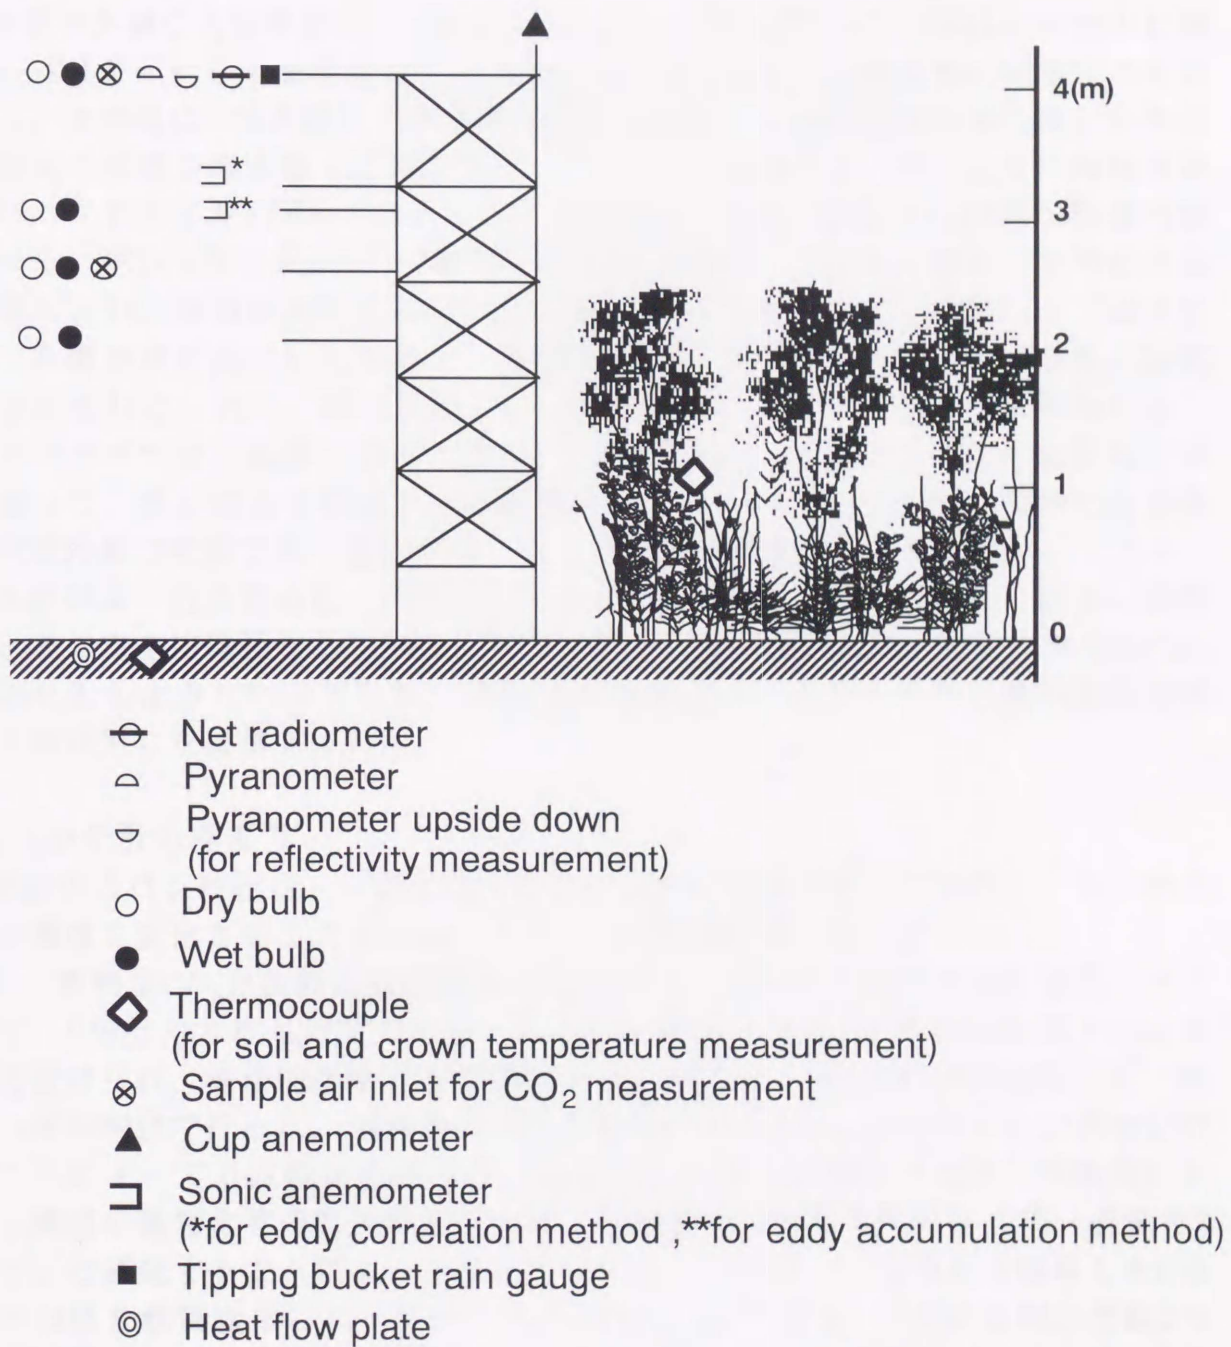 4(m)
*
3
**
2
1
0
Net radiometer
Pyranometer
Pyranometer upside down
(for reflectivity measurement)
Dry bulb
Wet bulb
Thermocouple
(for soil and crown temperature measurement)
Sample air inlet for CO2 measurement
Cup anemometer
Sonic anemometer
(*for eddy correlation method ,**for eddy accumulation method)
Tipping bucket rain gauge
Heat flow plate